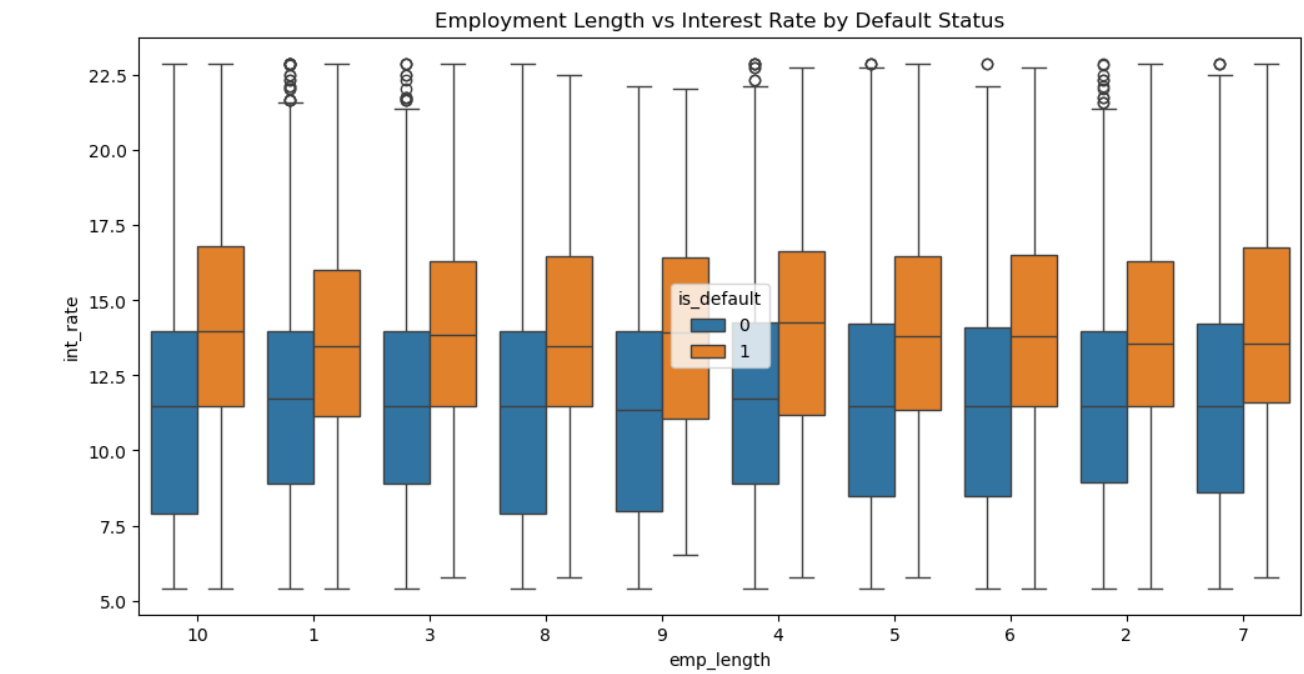 Employment Length vs Interest Rate by Default Status
int_rate
22.5
20.0
17.5
15.0
12.5
10.0
7.5
5.0
is_default
0
1
10 1 3 8 9 4 5 6 2 7
emp_length